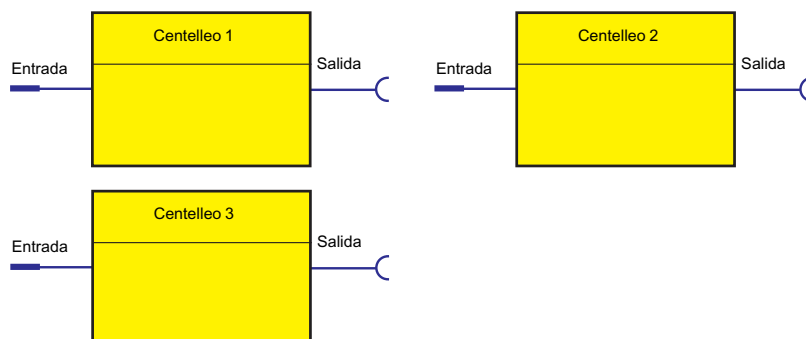 Centelleo 1
Entrada
Salida
Centelleo 2
Entrada
Salida
Centelleo 3
Entrada
Salida